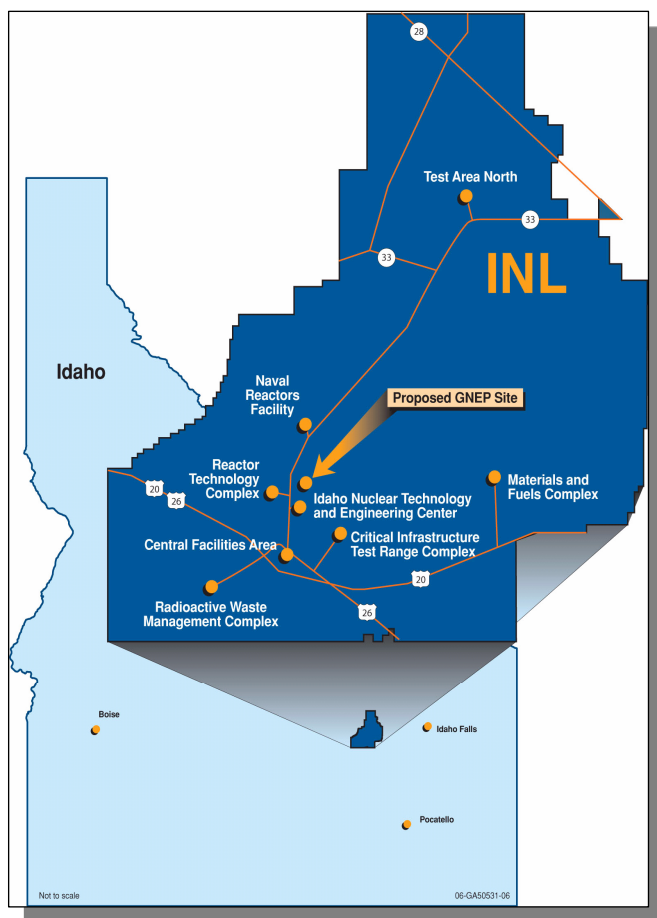 28
Test Area North
33
33
INL
Idaho
Naval
Reactors
Facility
Proposed GNEP Site
Reactor
Technology
Complex
20
26
Idaho Nuclear Technology
and Engineering Center
Materials and
Fuels Complex
Central Facilities Area
Critical Infrastructure
Test Range Complex
20
Radioactive Waste
Management Complex
26
Boise
Idaho Falls
Pocatello
Not to scale
06-GA50531-06